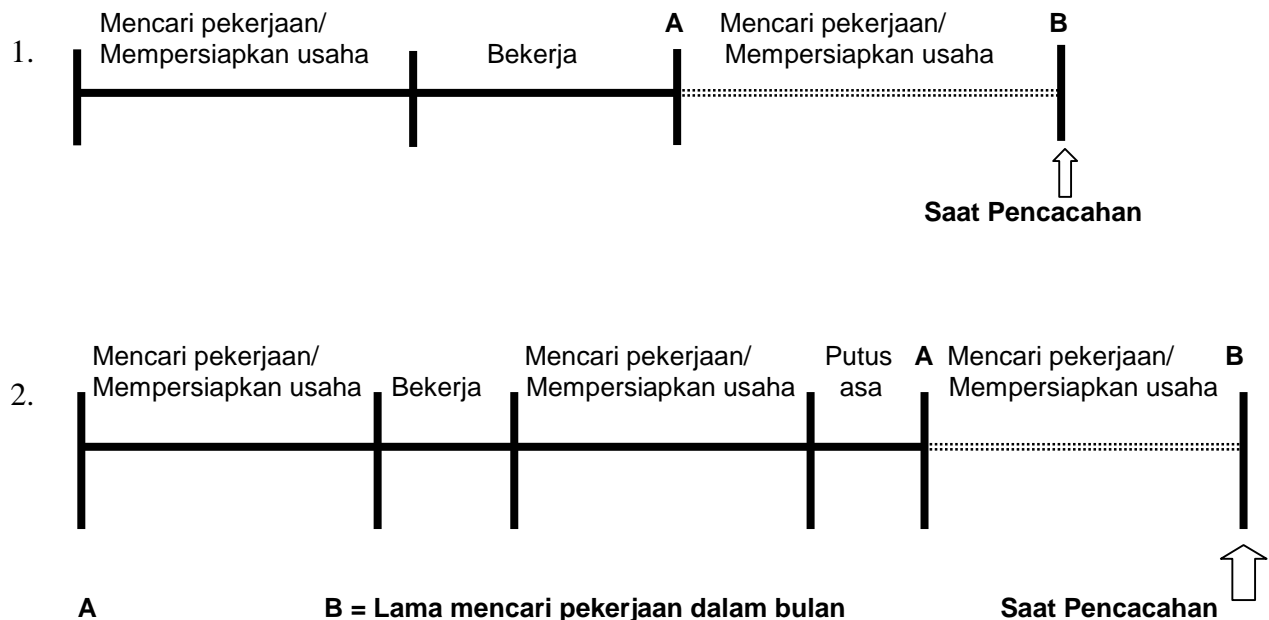 Mencari pekerjaan/ A Mencari pekerjaan/ B
1. Mempersiapkan usaha Bekerja Mempersiapkan usaha
Saat Pencacahan
Mencari pekerjaan/ Mencari pekerjaan/ Putus A Mencari pekerjaan/ B
2. Mempersiapkan usaha Bekerja Mempersiapkan usaha asa Mempersiapkan usaha
A B = Lama mencari pekerjaan dalam bulan Saat Pencacahan